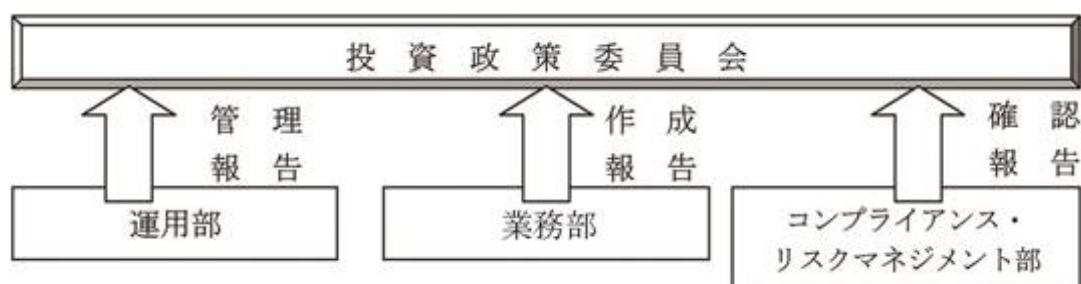 投資政策委員会
管理
報告
作成
報告
確認
報告
運用部
業務部
コンプライアンス・
リスクマネジメント部